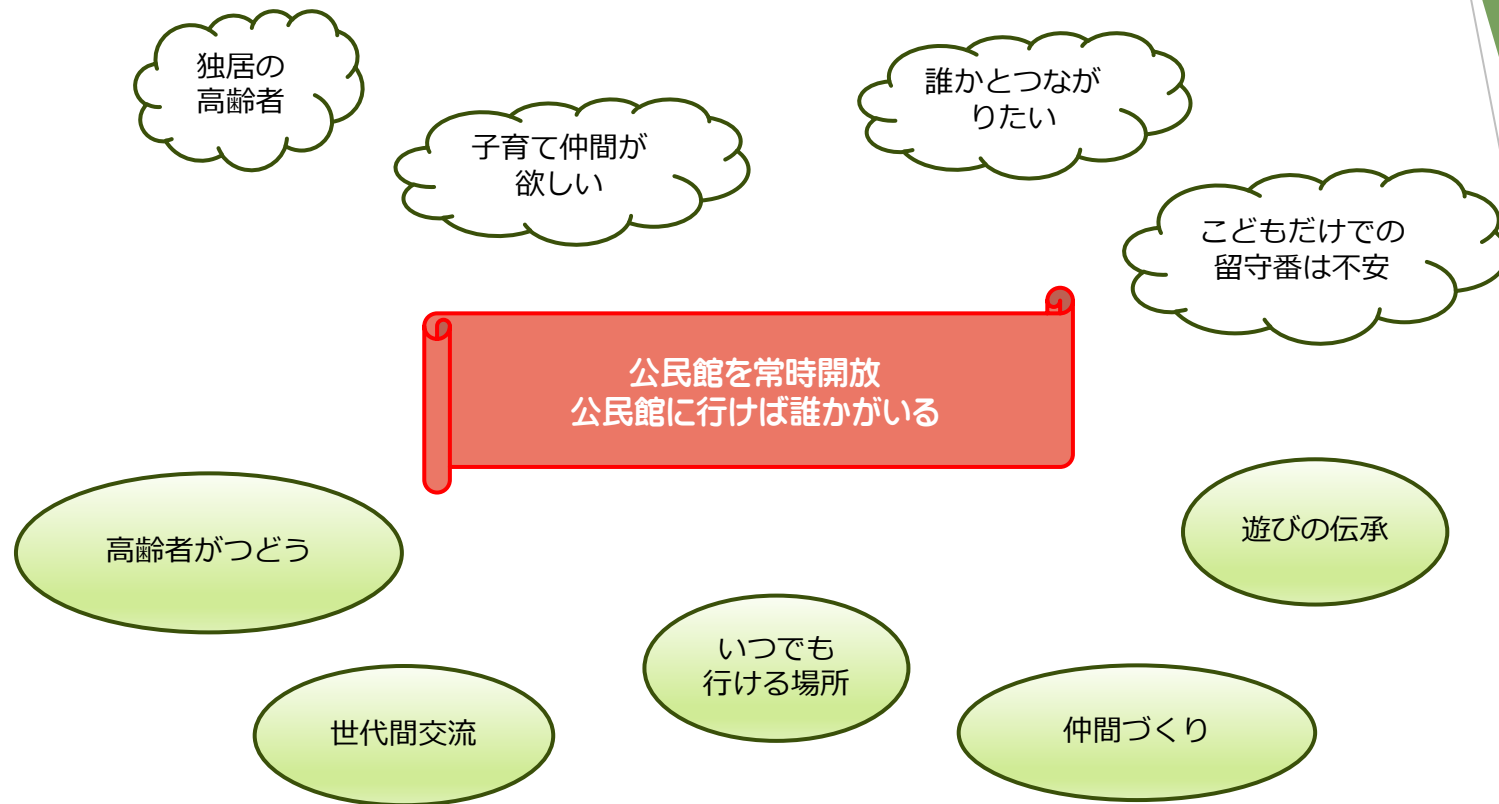 独居の
高齢者
子育て仲間が
欲しい
誰かとつなが
りたい
こどもだけでの
留守番は不安
公民館を常時開放
公民館に行けば誰かがいる
高齢者がつどう
遊びの伝承
いつでも
行ける場所
世代間交流
仲間づくり